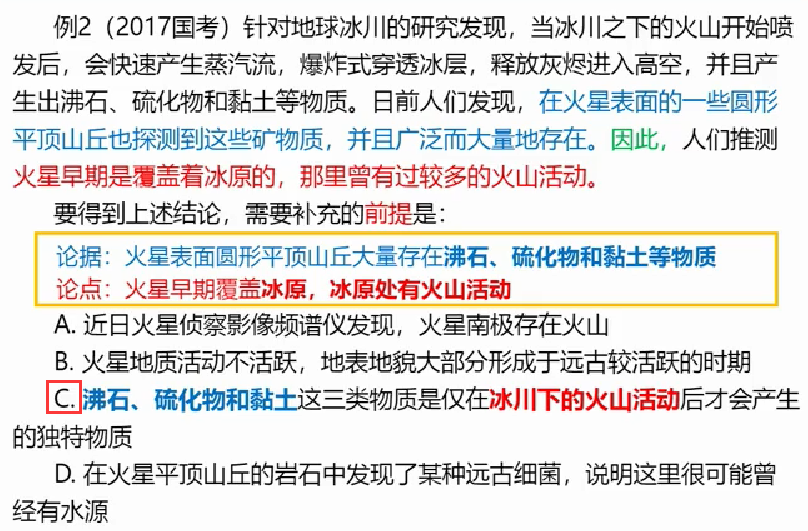 例2（2017国考）针对地球冰川的研究发现，当冰川之下的火山开始喷
发后，会快速产生蒸汽流，爆炸式穿透冰层，释放灰烬进入高空，并且产
生出沸石、硫化物和黏土等物质。日前人们发现，在火星表面的一些圆形
平顶山丘也探测到这些矿物质，并且广泛而大量地存在。因此，人们推测
火星早期是覆盖着冰原的，那里曾有过较多的火山活动。
要得到上述结论，需要补充的前提是：
论据：火星表面圆形平顶山丘大量存在沸石、硫化物和黏土等物质
论点：火星早期覆盖冰原，冰原处有火山活动
A. 近日火星侦察影像频谱仪发现，火星南极存在火山
B. 火星地质活动不活跃，地表地貌大部分形成于远古较活跃的时期
C. 沸石、硫化物和黏土这三类物质是仅在冰川下的火山活动后才会产生
的独特物质
D. 在火星平顶山丘的岩石中发现了某种远古细菌，说明这里很可能曾
经有水源